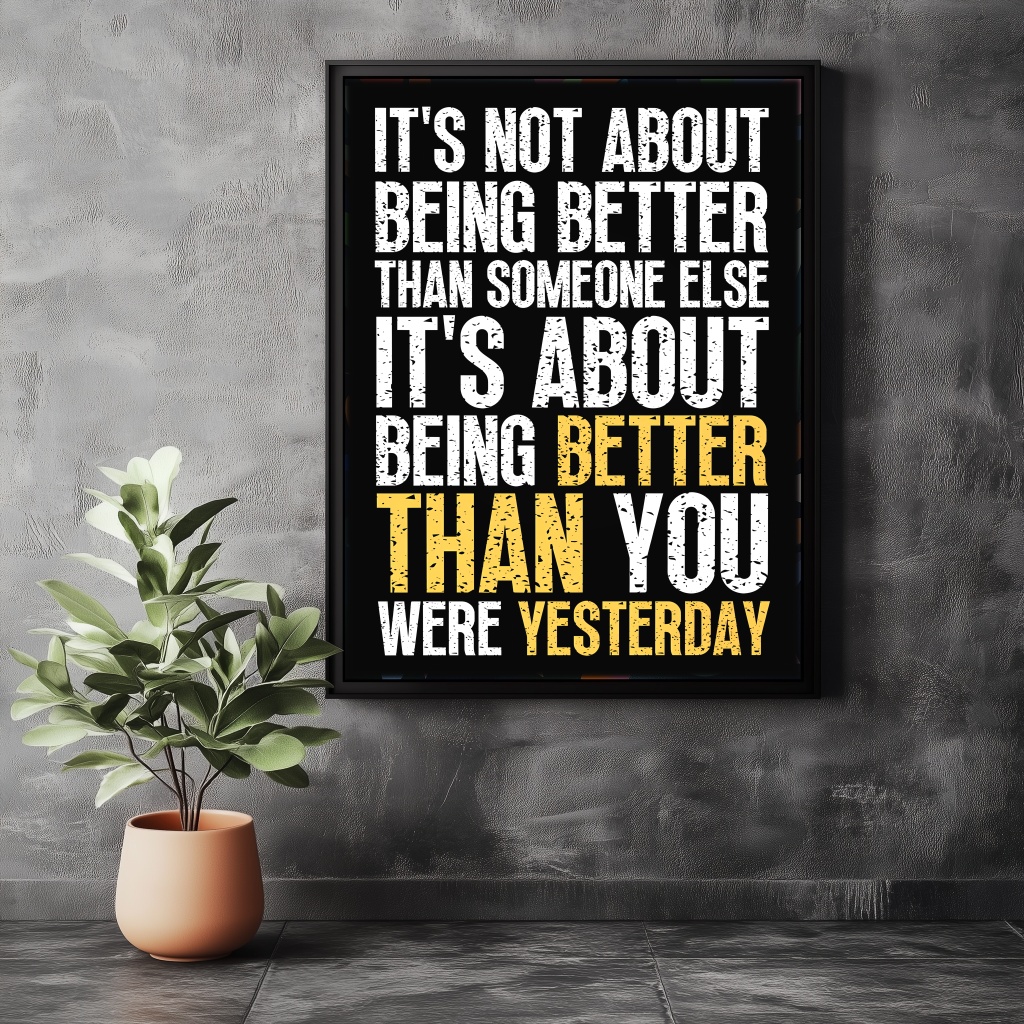 IT'S NOT ABOUT
BEING BETTER
THAN SOMEONE ELSE
IT'S ABOUT
BEING BETTER
THAN YOU
WERE YESTERDAY